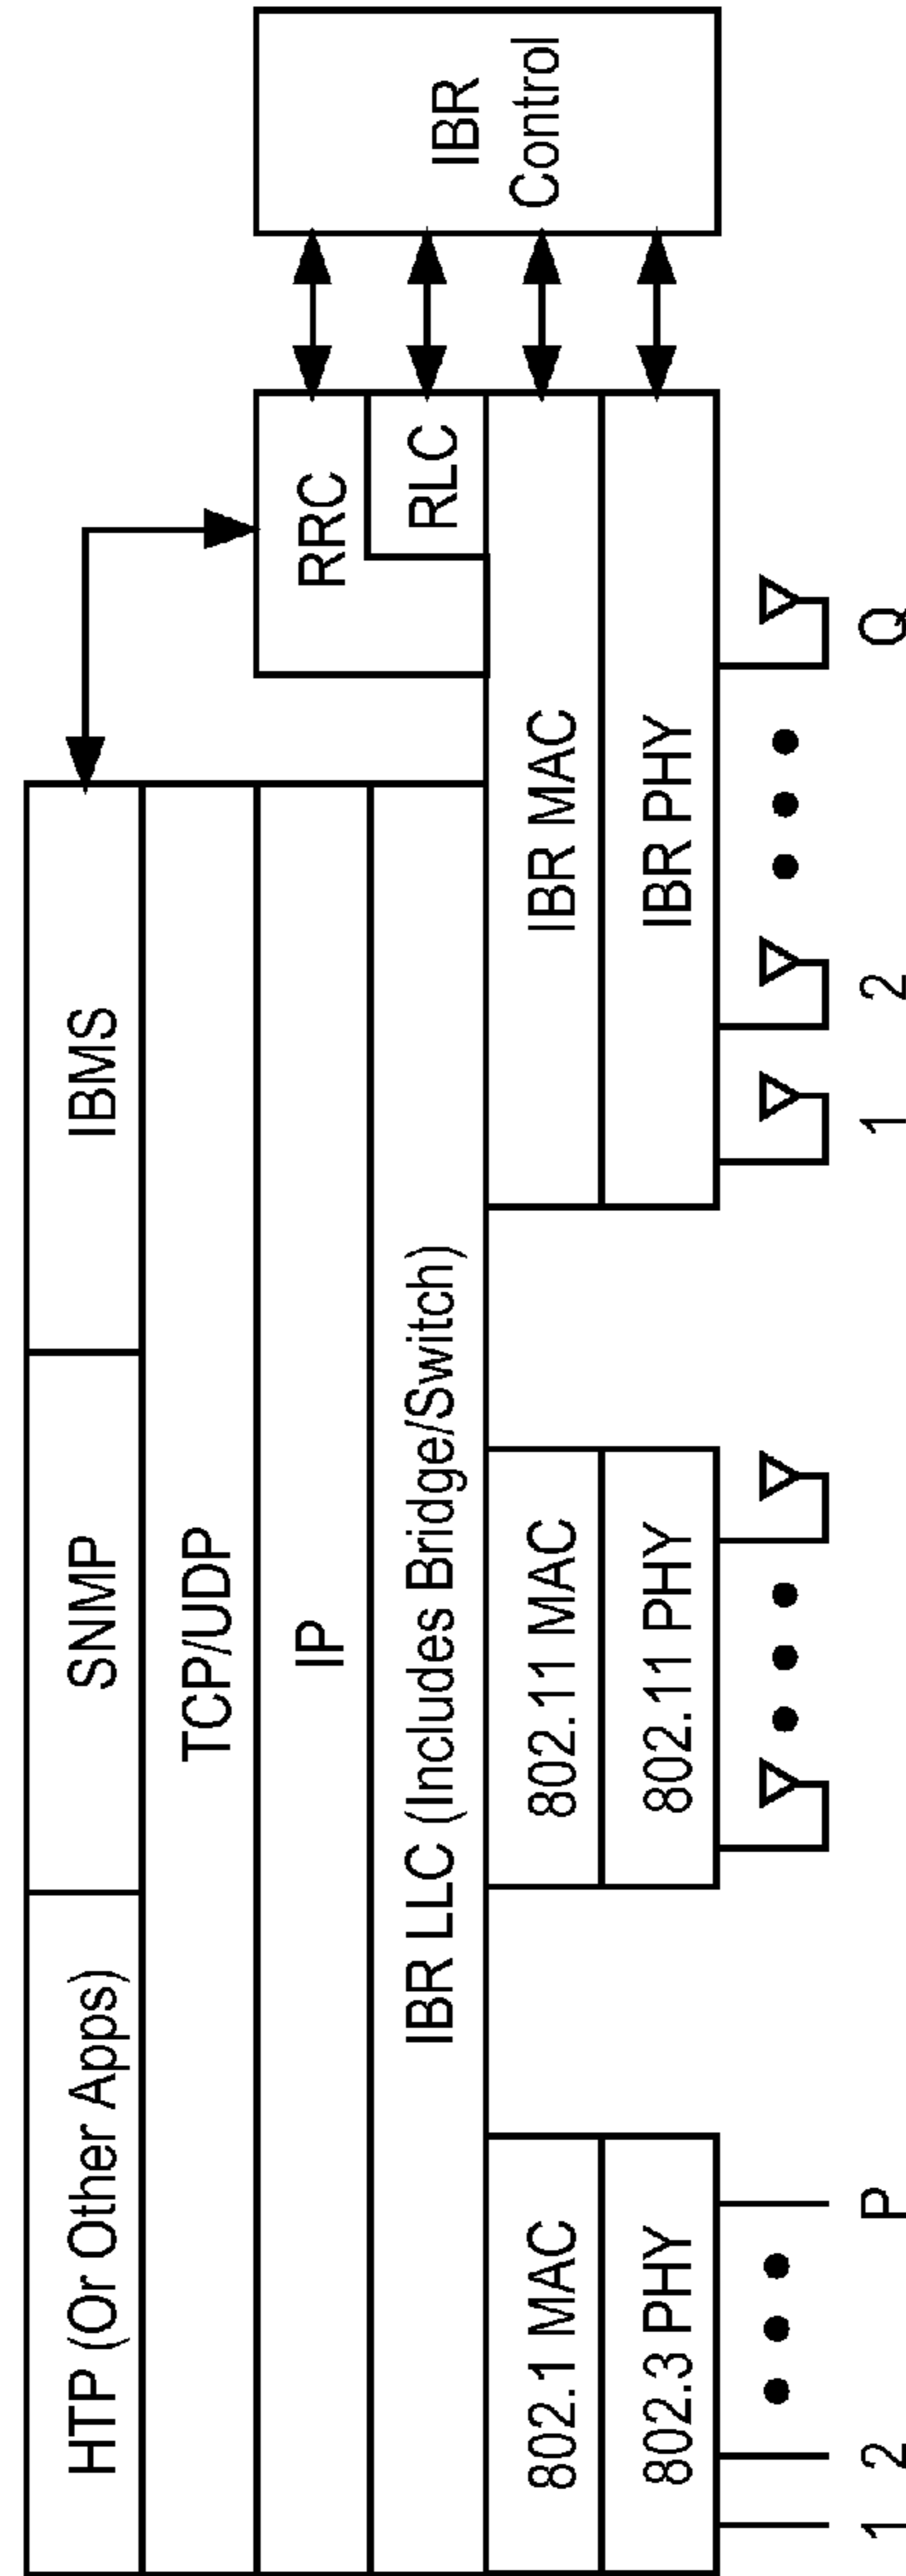 HTP (Or Other Apps)
SNMP
IBMS
TCP/UDP
IP
RRC
IBR
Control
IBR LLC (Includes Bridge/Switch)
RLC
802.1 MAC
802.11 MAC
IBR MAC
802.3 PHY
802.11 PHY
IBR PHY
1 2 P
1 2 Q